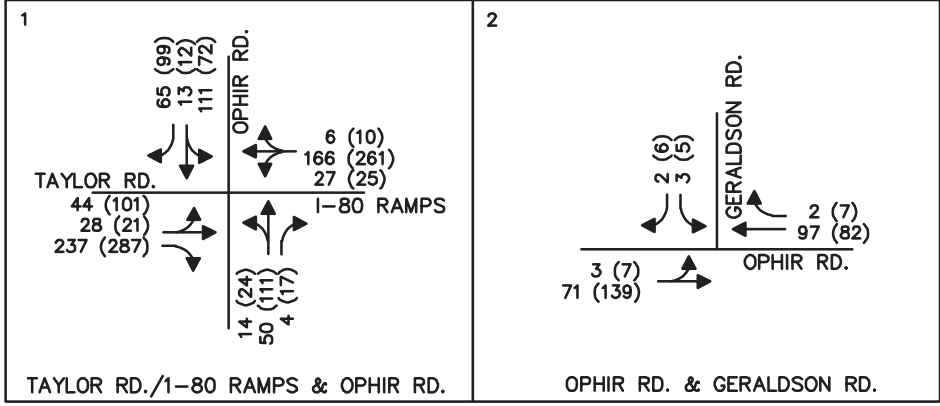 1
65 (99)
13 (12)
111 (72)
OPHIR RD.
6 (10)
166 (261)
27 (25)
TAYLOR RD.
I-80 RAMPS
44 (101)
28 (21)
237 (287)
14 (24)
50 (111)
4 (17)
TAYLOR RD./1-80 RAMPS & OPHIR RD.
2
2 (6)
3 (5)
GERALDSON RD.
2 (7)
97 (82)
OPHIR RD.
3 (7)
71 (139)
OPHIR RD. & GERALDSON RD.